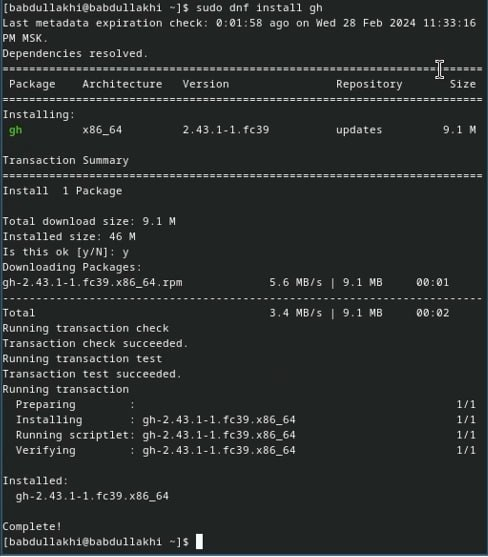 [babdullakhi@babdullakhi ~]$ sudo dnf install gh
Last metadata expiration check: 0:01:58 ago on Wed 28 Feb 2024 11:33:16
PM MSK.
Dependencies resolved.
================================================================================
Package Architecture Version Repository Size
================================================================================
Installing:
gh x86_64 2.43.1-1.fc39 updates 9.1 M
Transaction Summary
================================================================================
Install 1 Package
Total download size: 9.1 M
Installed size: 46 M
Is this ok [y/N]: y
Downloading Packages:
gh-2.43.1-1.fc39.x86_64.rpm 5.6 MB/s | 9.1 MB 00:01
--------------------------------------------------------------------------------
Total 3.4 MB/s | 9.1 MB 00:02
Running transaction check
Transaction check succeeded.
Running transaction test
Transaction test succeeded.
Running transaction
Preparing : 1/1
Installing : gh-2.43.1-1.fc39.x86_64 1/1
Running scriptlet: gh-2.43.1-1.fc39.x86_64 1/1
Verifying : gh-2.43.1-1.fc39.x86_64 1/1
Installed:
gh-2.43.1-1.fc39.x86_64
Complete!
[babdullakhi@babdullakhi ~]$